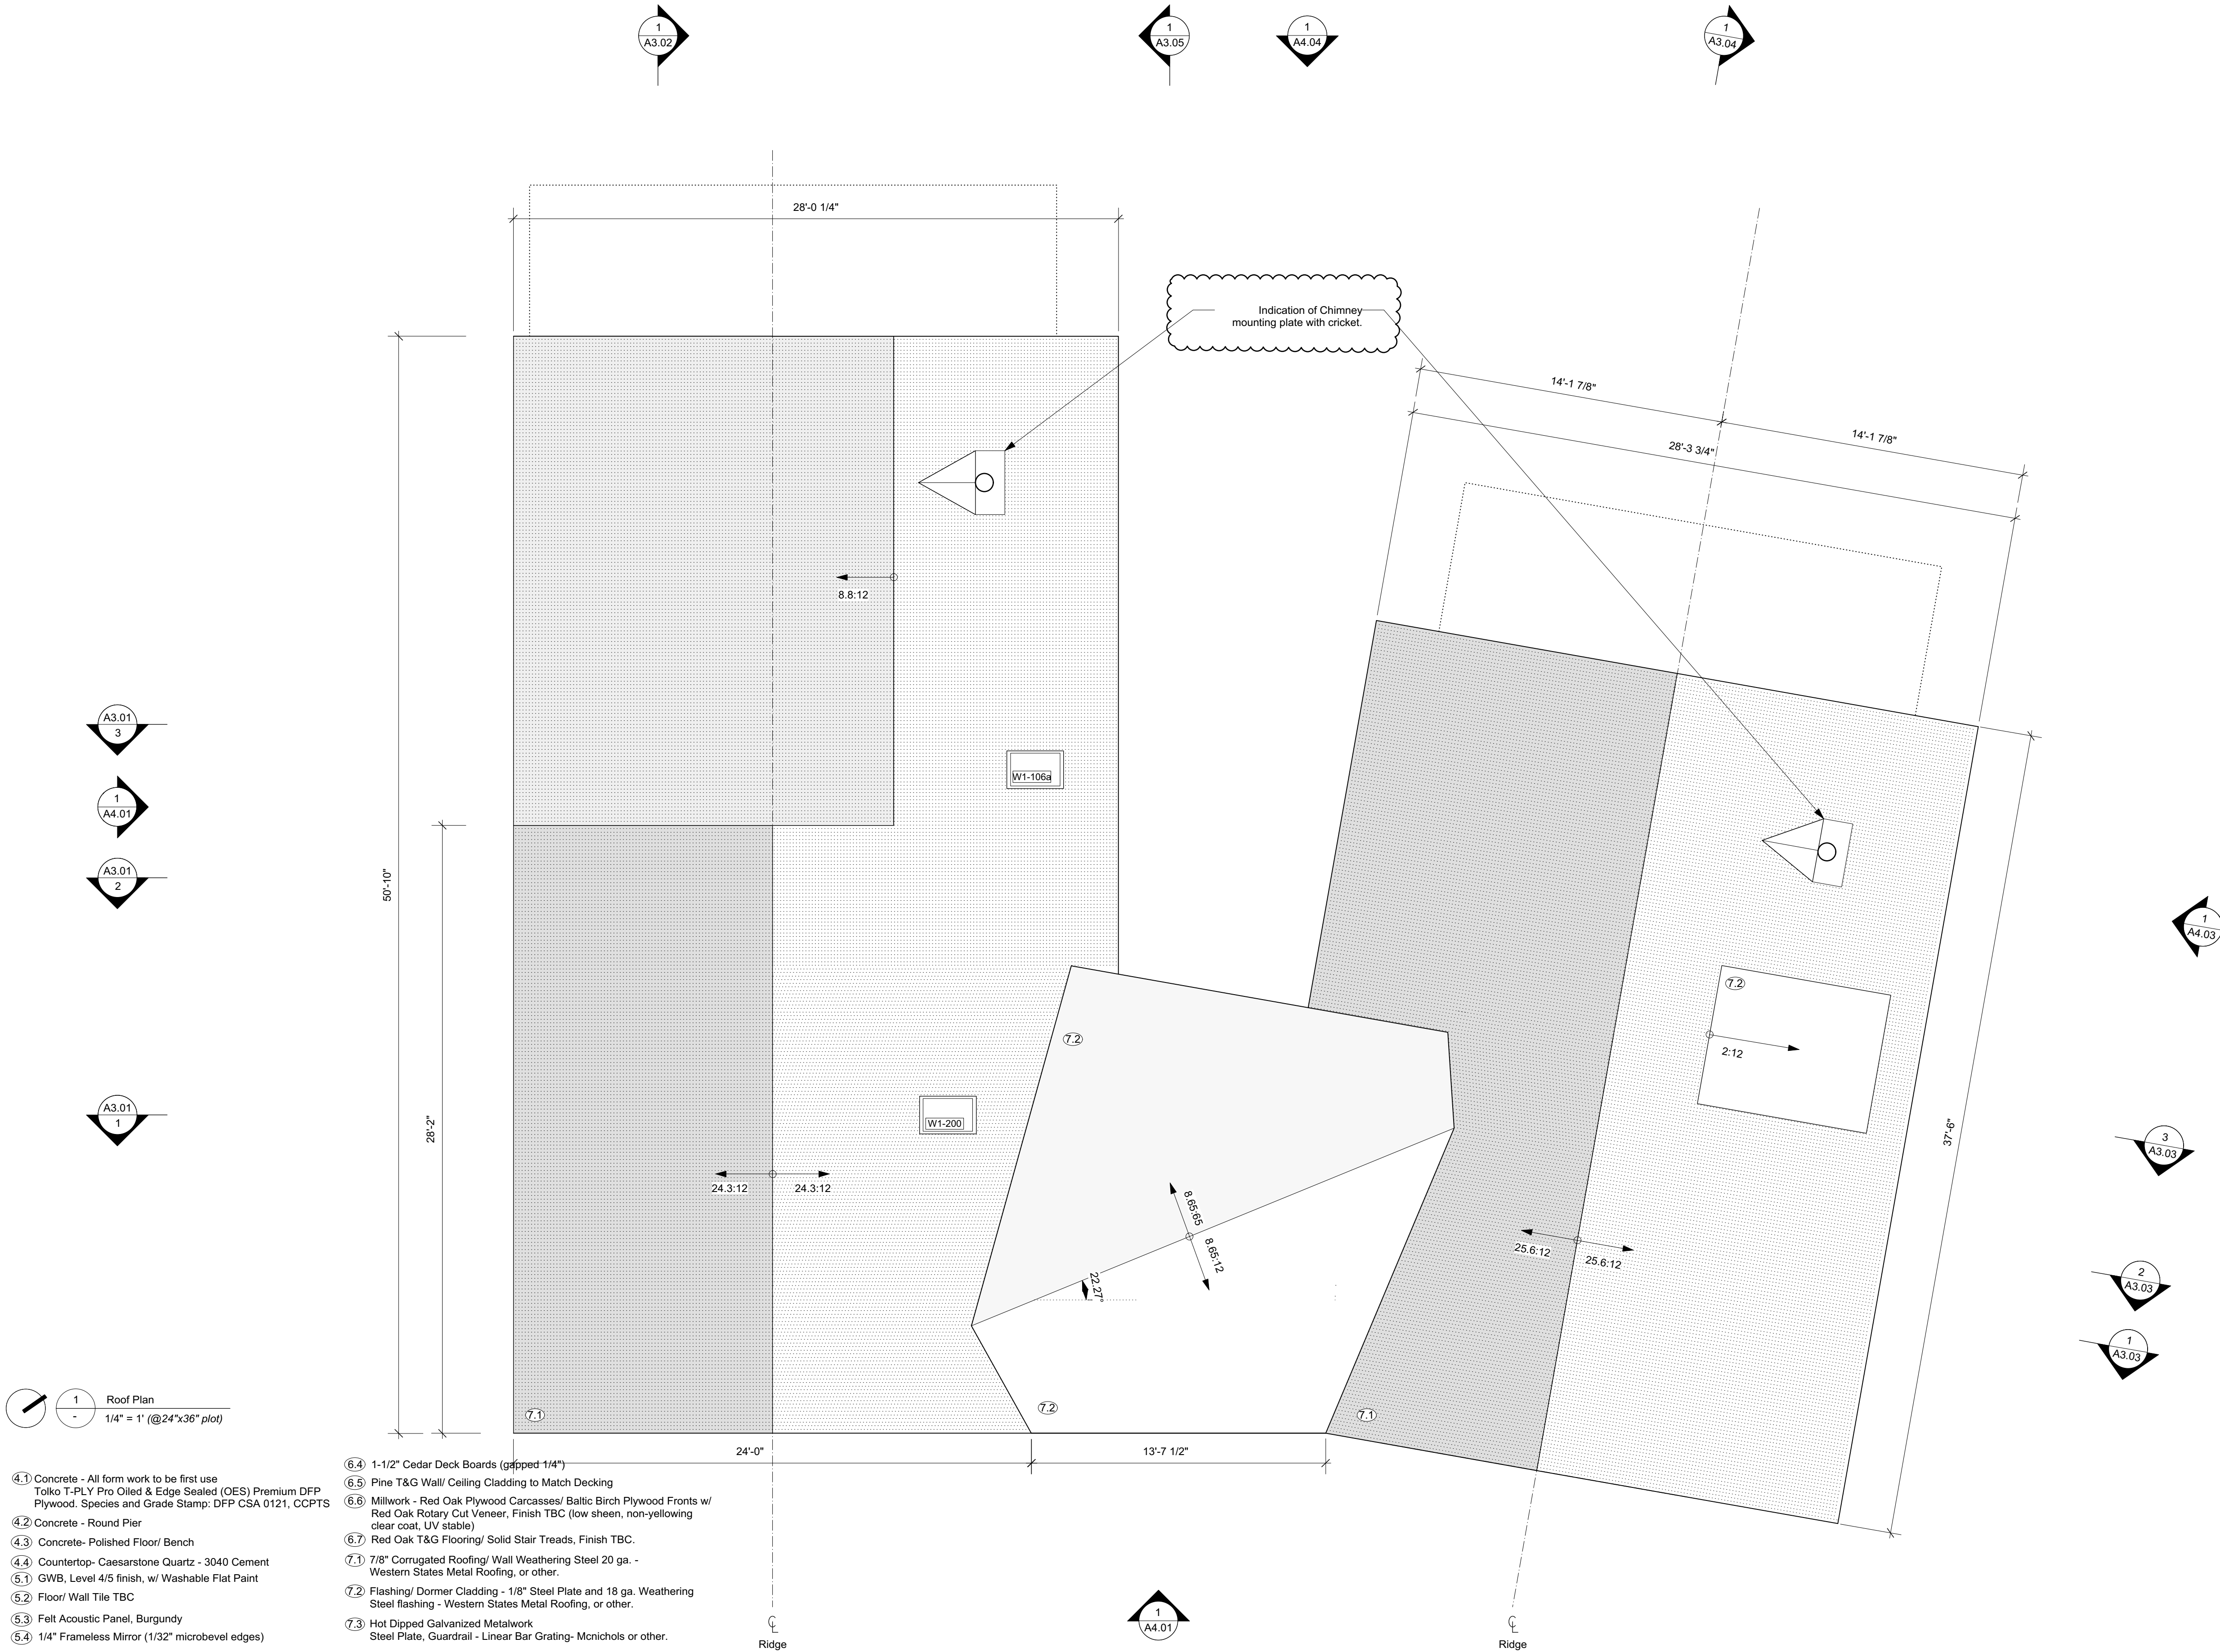 1
A3.02
1
A3.05
1
A4.04
1
A3.04
28'-0 1/4"
Indication of Chimney
mounting plate with cricket.
14'-1 7/8"
14'-1 7/8"
28'-3 3/4"
8.8:12
A3.01
3
W1-106a
1
A4.01
A3.01
2
50'-10"
1
A4.03
7.2
7.2
2:12
A3.01
1
28'-2"
W1-200
37'-6"
3
A3.03
24.3:12
24.3:12
8.65:65
8.65:12
25.6:12
25.6:12
22.27°
2
A3.03
1
A3.03
1
-
Roof Plan
1/4" = 1' (@24"x36" plot)
7.1
7.2
7.1
24'-0"
13'-7 1/2"
4.1 Concrete - All form work to be first use
Tolko T-PLY Pro Oiled & Edge Sealed (OES) Premium DFP
Plywood. Species and Grade Stamp: DFP CSA 0121, CCPTS
4.2 Concrete - Round Pier
4.3 Concrete- Polished Floor/ Bench
4.4 Countertop- Caesarstone Quartz - 3040 Cement
5.1 GWB, Level 4/5 finish, w/ Washable Flat Paint
5.2 Floor/ Wall Tile TBC
5.3 Felt Acoustic Panel, Burgundy
5.4 1/4" Frameless Mirror (1/32" microbevel edges)
6.4 1-1/2" Cedar Deck Boards (gapped 1/4")
6.5 Pine T&G Wall/ Ceiling Cladding to Match Decking
6.6 Millwork - Red Oak Plywood Carcasses/ Baltic Birch Plywood Fronts w/
Red Oak Rotary Cut Veneer, Finish TBC (low sheen, non-yellowing
clear coat, UV stable)
6.7 Red Oak T&G Flooring/ Solid Stair Treads, Finish TBC.
7.1 7/8" Corrugated Roofing/ Wall Weathering Steel 20 ga. -
Western States Metal Roofing, or other.
7.2 Flashing/ Dormer Cladding - 1/8" Steel Plate and 18 ga. Weathering
Steel flashing - Western States Metal Roofing, or other.
7.3 Hot Dipped Galvanized Metalwork
Steel Plate, Guardrail - Linear Bar Grating- Mcnichols or other.
℄
Ridge
1
A4.01
℄
Ridge